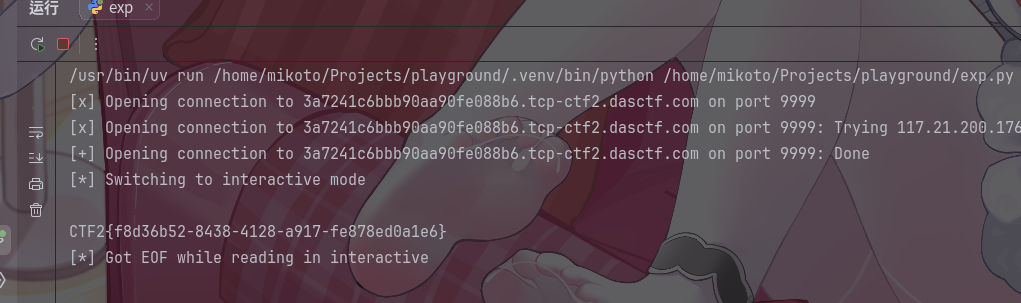 运行 exp
/usr/bin/uv run /home/mikoto/Projects/playground/.venv/bin/python /home/mikoto/Projects/playground/exp.py
[x] Opening connection to 3a7241c6bbb90aa90fe088b6.tcp-ctf2.dasctf.com on port 9999
[x] Opening connection to 3a7241c6bbb90aa90fe088b6.tcp-ctf2.dasctf.com on port 9999: Trying 117.21.200.176
[+] Opening connection to 3a7241c6bbb90aa90fe088b6.tcp-ctf2.dasctf.com on port 9999: Done
[*] Switching to interactive mode
CTF2{f8d36b52-8438-4128-a917-fe878ed0a1e6}
[*] Got EOF while reading in interactive